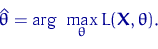 θ̂ = arg max_θ L(X, θ).